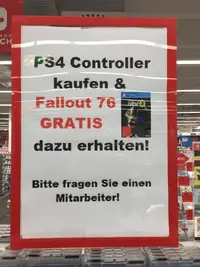 PS4 Controller
kaufen &
Fallout 76
GRATIS
dazu erhalten!
Bitte fragen Sie einen
Mitarbeiter!